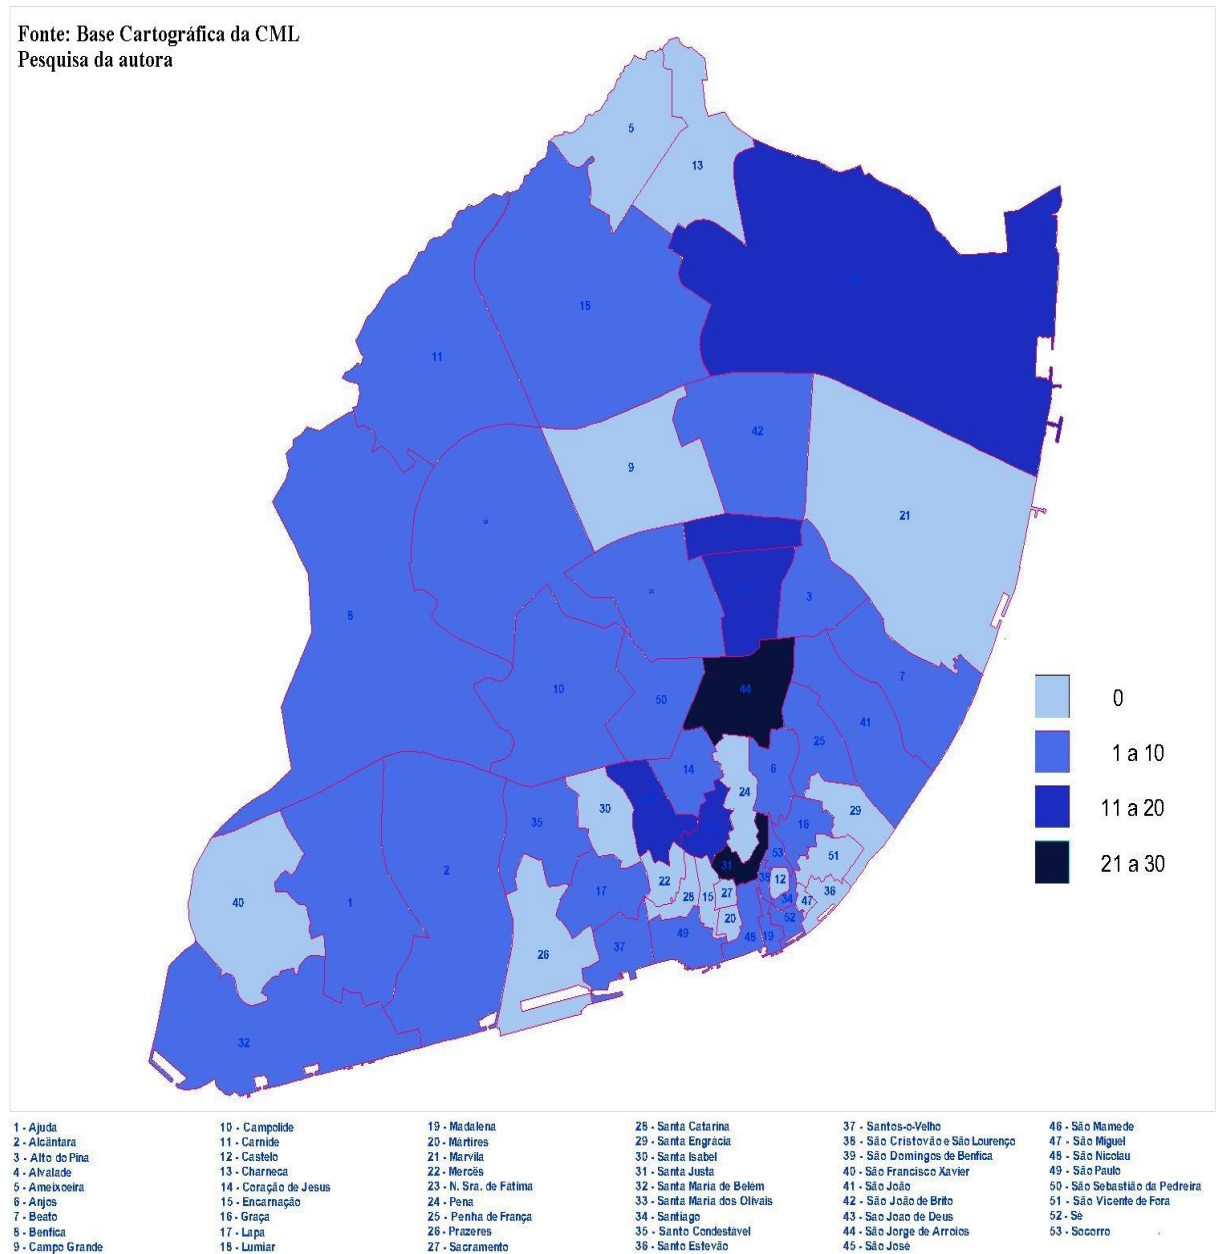 Fonte: Base Cartográfica da CML
Pesquisa da autora
5
13
18
11
42
9
21
3
8
7
10
50
44
41
25
14
6
24
30
29
35
16
53
51
2
31
22
12
38
36
17
28
15
27
34
47
40
1
20
52
37
49
48
19
26
32
0
1 a 10
11 a 20
21 a 30
1 - Ajuda
2 - Alcântara
3 - Alto do Pina
4 - Alvalade
5 - Ameixoeira
6 - Anjos
7 - Beato
8 - Benfica
9 - Campo Grande
10 - Campolide
11 - Carnide
12 - Castelo
13 - Charneca
14 - Coração de Jesus
15 - Encarnação
16 - Graça
17 - Lapa
18 - Lumiar
19 - Madalena
20 - Mártires
21 - Marvila
22 - Mercês
23 - N. Sra. de Fátima
24 - Pena
25 - Penha de França
26 - Prazeres
27 - Sacramento
28 - Santa Catarina
29 - Santa Engrácia
30 - Santa Isabel
31 - Santa Justa
32 - Santa Maria de Belém
33 - Santa Maria dos Olivais
34 - Santiago
35 - Santo Condestável
36 - Santo Estevão
37 - Santos-o-Velho
38 - São Cristovão e São Lourenço
39 - São Domingos de Benfica
40 - São Francisco Xavier
41 - São João
42 - São João de Brito
43 - São Joao de Deus
44 - São Jorge de Arroios
45 - São José
46 - São Mamede
47 - São Miguel
48 - São Nicolau
49 - São Paulo
50 - São Sebastião da Pedreira
51 - São Vicente de Fora
52 - Sé
53 - Socorro